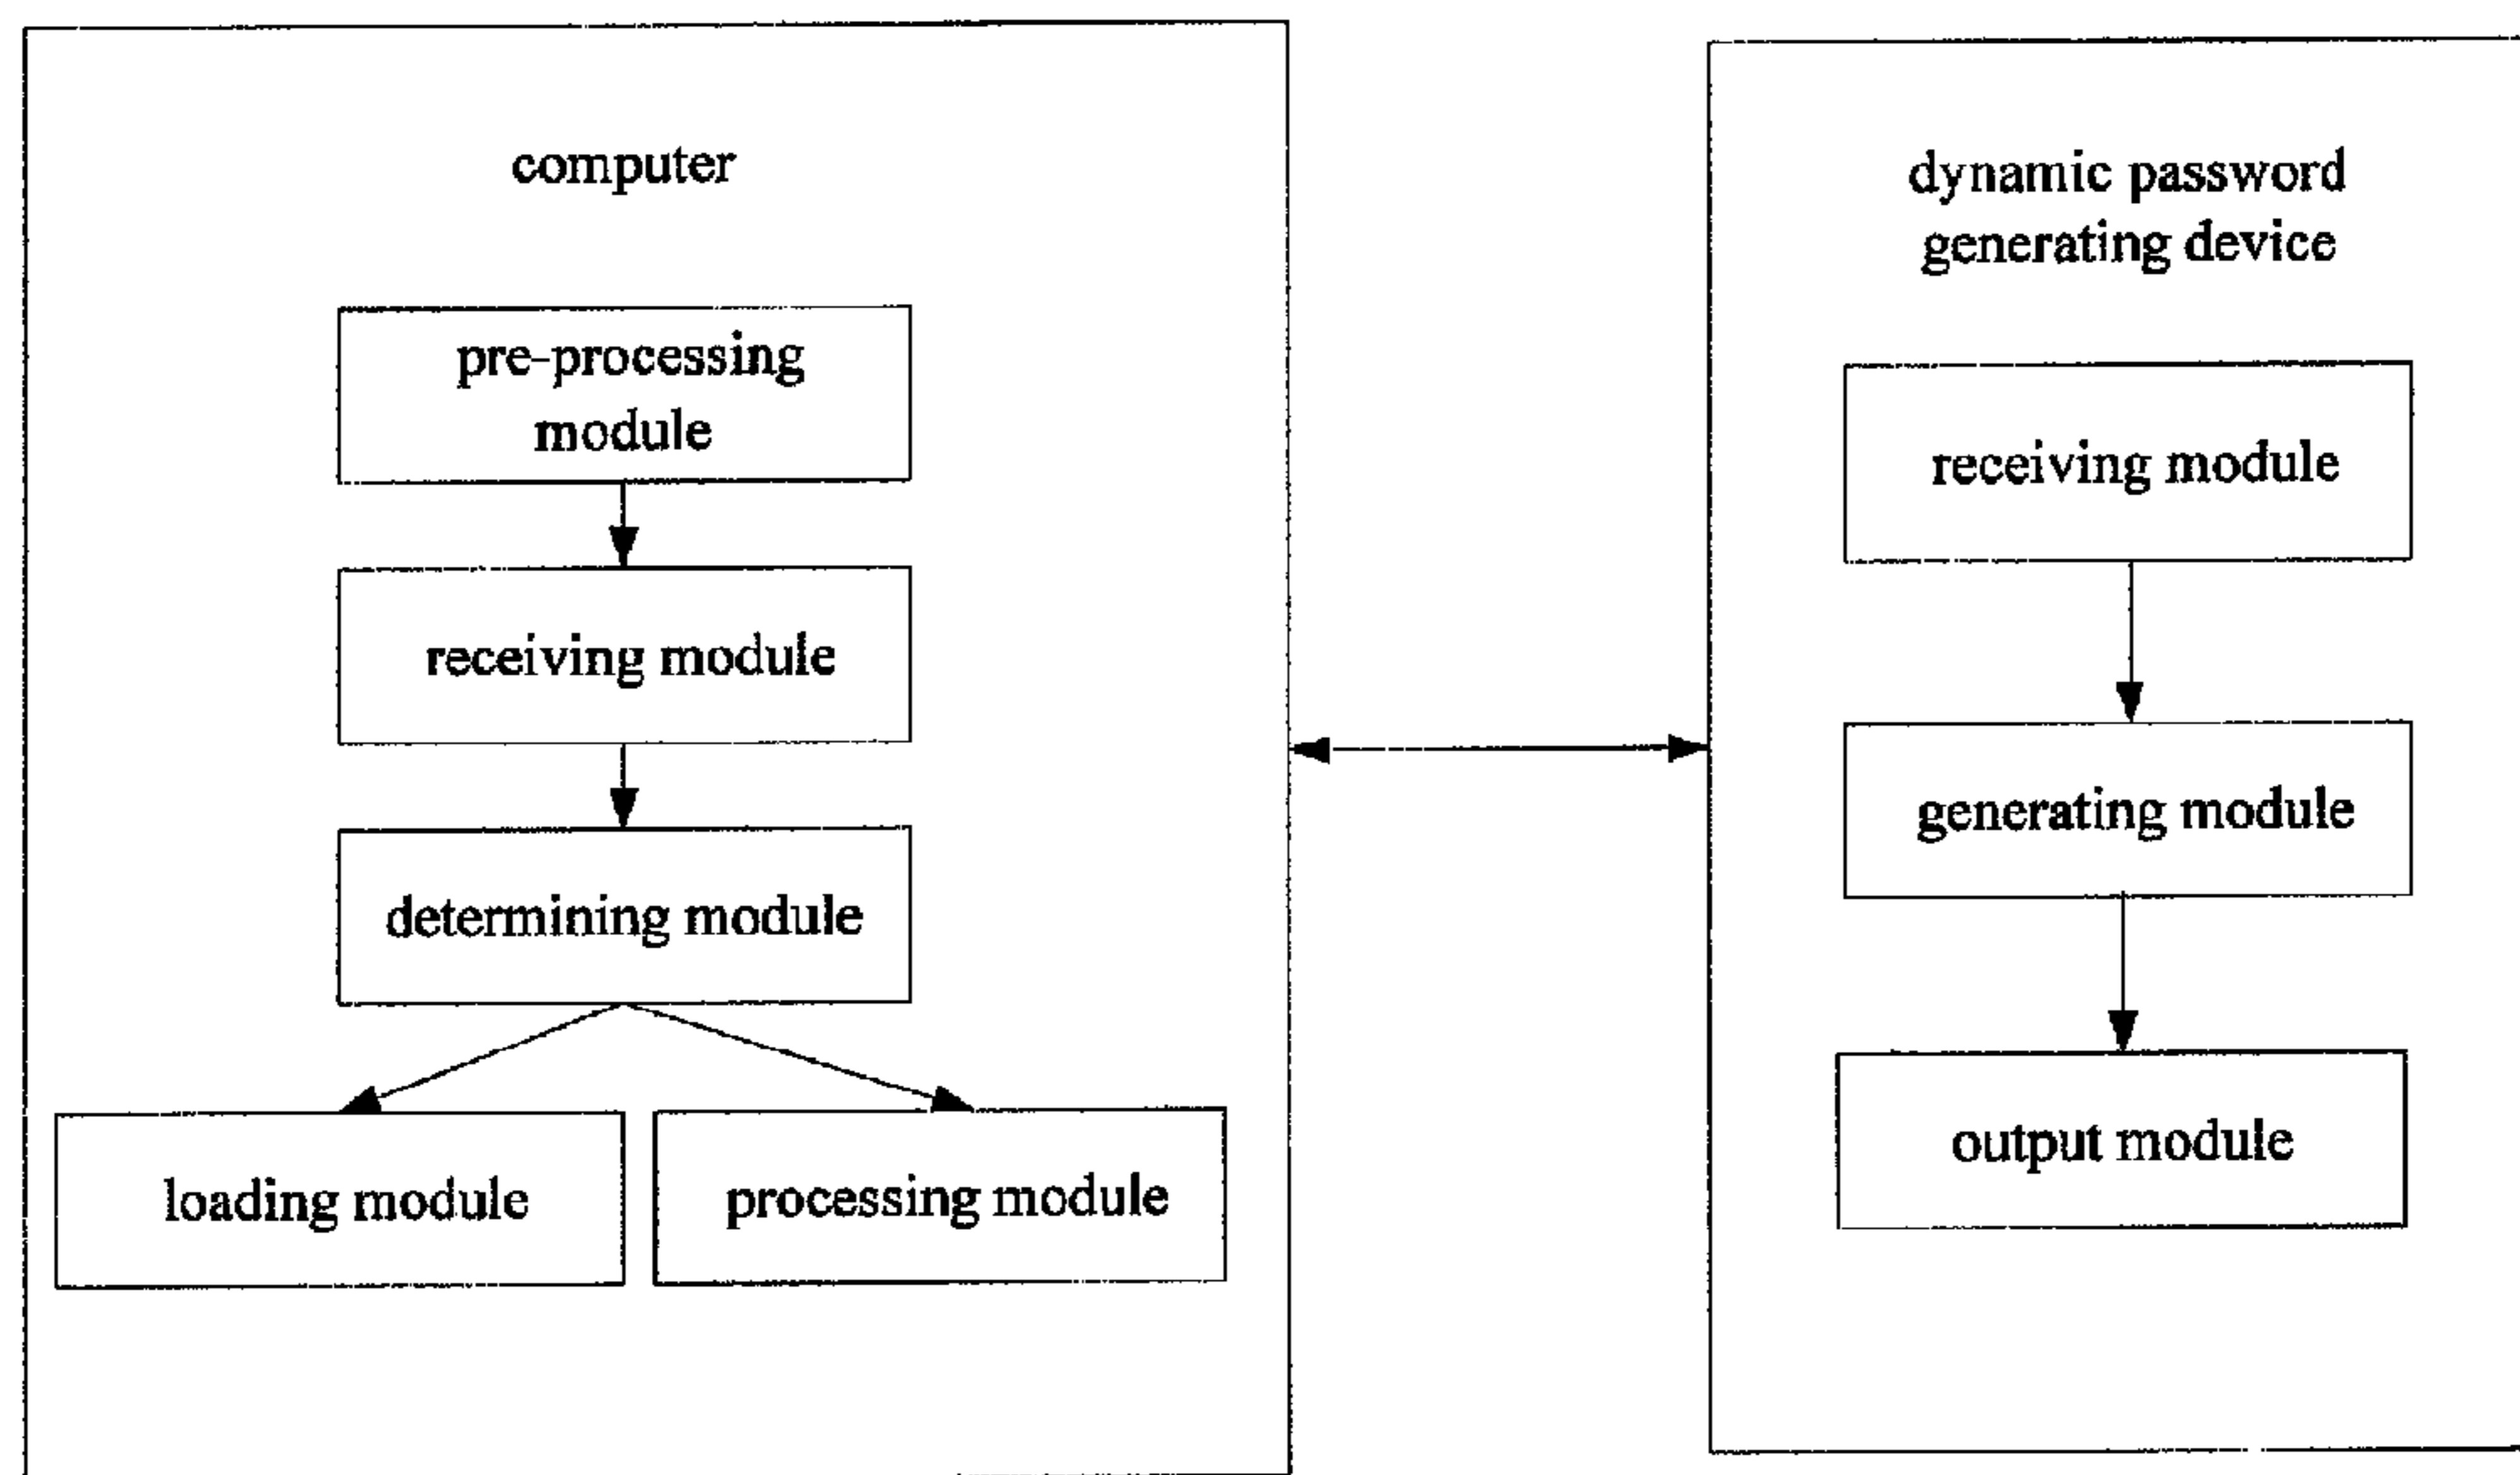 computer
pre-processing
module
receiving module
determining module
loading module
processing module
dynamic password
generating device
receiving module
generating module
output module